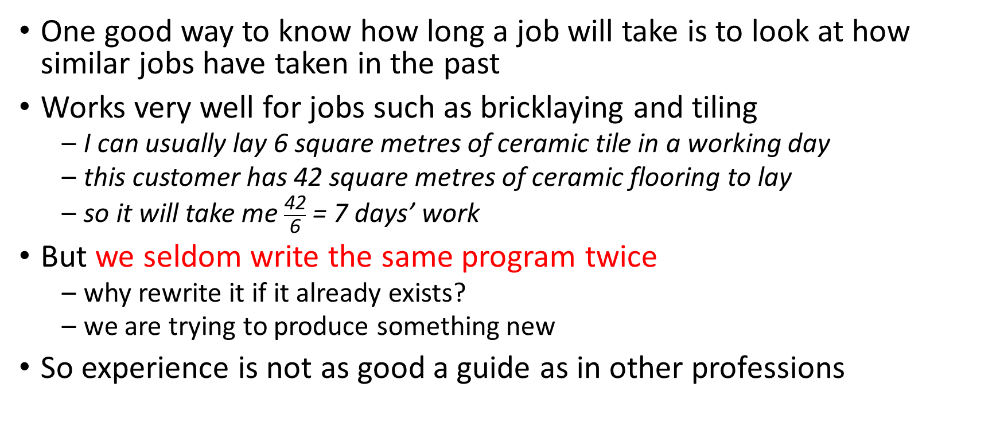 • One good way to know how long a job will take is to look at how
similar jobs have taken in the past
• Works very well for jobs such as bricklaying and tiling
– I can usually lay 6 square metres of ceramic tile in a working day
– this customer has 42 square metres of ceramic flooring to lay
– so it will take me 42/6 = 7 days’ work
• But we seldom write the same program twice
– why rewrite it if it already exists?
– we are trying to produce something new
• So experience is not as good a guide as in other professions